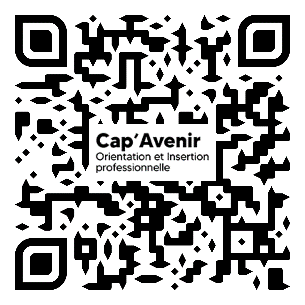 Cap'Avenir
Orientation et Insertion
professionnelle